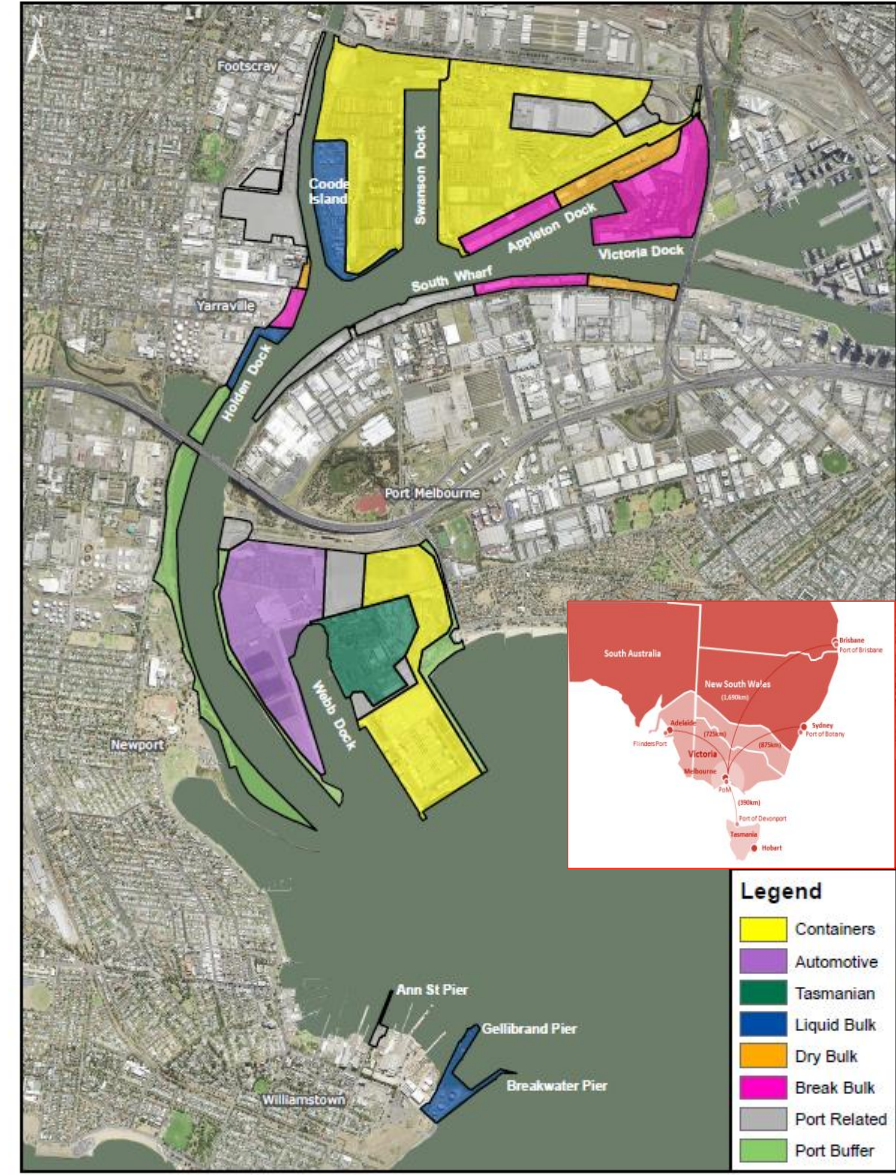 N
Footscray
Coode
Island
Swanson Dock
Appleton Dock
Victoria Dock
South Wharf
Yarraville
Holden Dock
Port Melbourne
Webb Dock
Newport
South Australia
Brisbane
Port of Brisbane
New South Wales
(1,690km)
Adelaide
Flinders Port
(725km)
Sydney
Port of Botany
(875km)
Victoria
Melbourne
PoM
(390km)
Port of Devonport
Tasmania
Hobart
Legend
Containers
Automotive
Tasmanian
Liquid Bulk
Dry Bulk
Break Bulk
Port Related
Port Buffer
Ann St Pier
Gellibrand Pier
Breakwater Pier
Williamstown